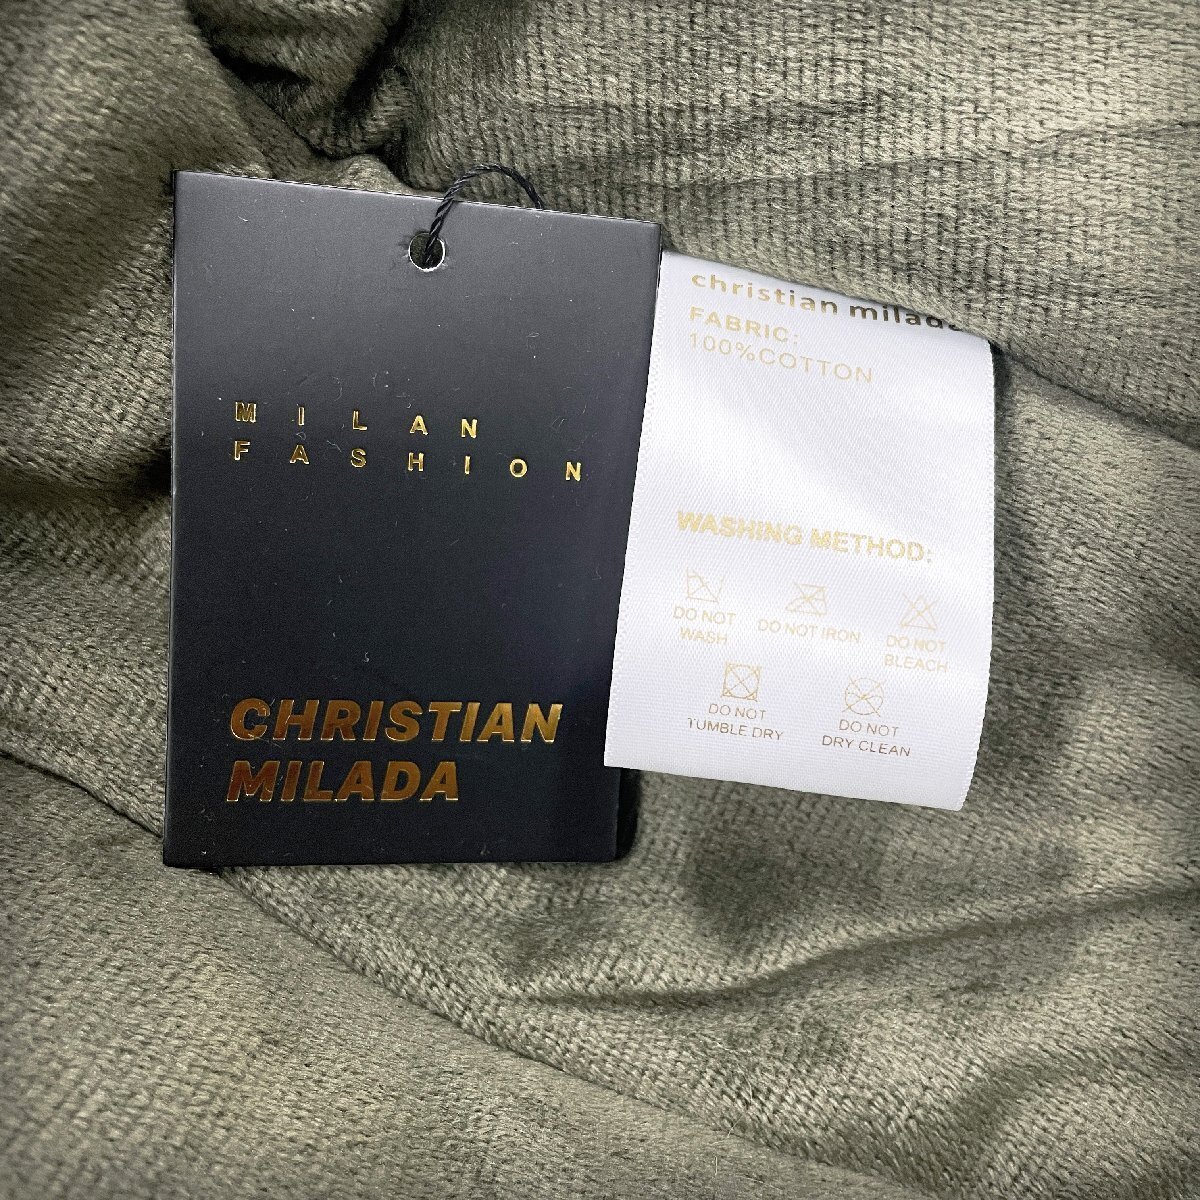 MILAN
FASHION
CHRISTIAN
MILADA
christian milada
FABRIC:
100%COTTON
WASHING METHOD:
DO NOT
WASH
DO NOT IRON
DO NOT
BLEACH
DO NOT
TUMBLE DRY
DO NOT
DRY CLEAN